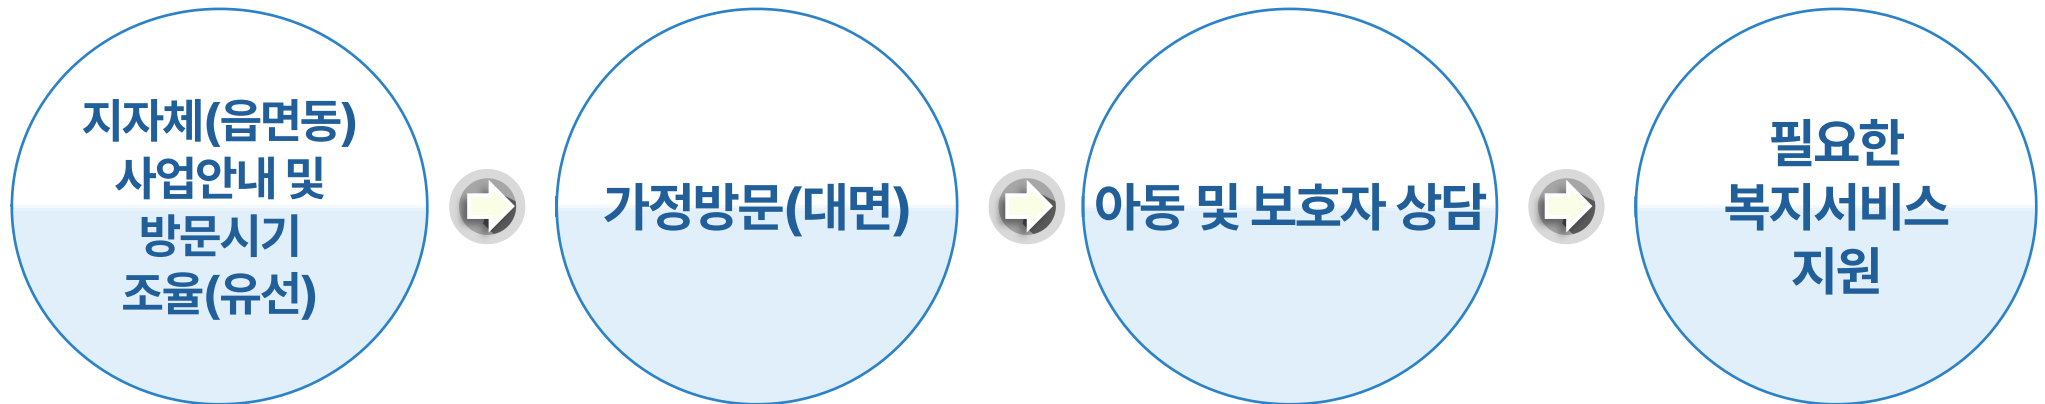 지자체(읍면동)
사업안내 및
방문시기
조율(유선)
가정방문(대면)
아동 및 보호자 상담
필요한
복지서비스
지원